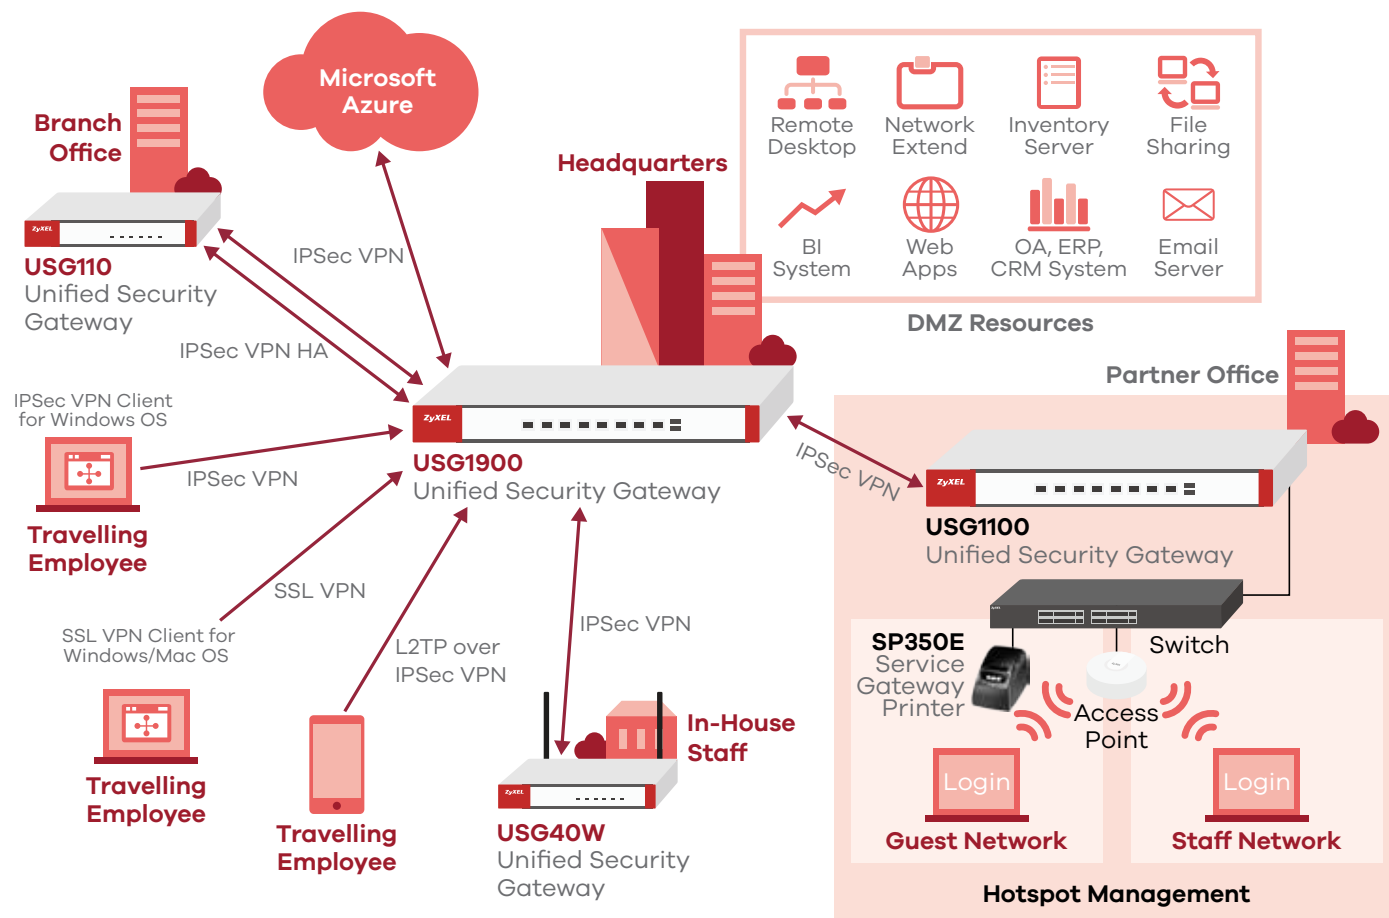 Microsoft
Azure
Branch
Office
Headquarters
Remote
Desktop
Network
Extend
Inventory
Server
File
Sharing
BI
System
Web
Apps
OA, ERP,
CRM System
Email
Server
DMZ Resources
ZyXEL
USG110
Unified Security
Gateway
IPSec VPN
IPSec VPN HA
IPSec VPN Client
for Windows OS
IPSec VPN
Travelling
Employee
ZyXEL
USG1900
Unified Security Gateway
IPSec VPN
Partner Office
ZyXEL
USG1100
Unified Security Gateway
SSL VPN
SSL VPN Client for
Windows/Mac OS
Travelling
Employee
L2TP over
IPSec VPN
Travelling
Employee
IPSec VPN
In-House
Staff
ZyXEL
USG40W
Unified Security
Gateway
Switch
SP350E
Service
Gateway
Printer
Access
Point
Login
Guest Network
Login
Staff Network
Hotspot Management